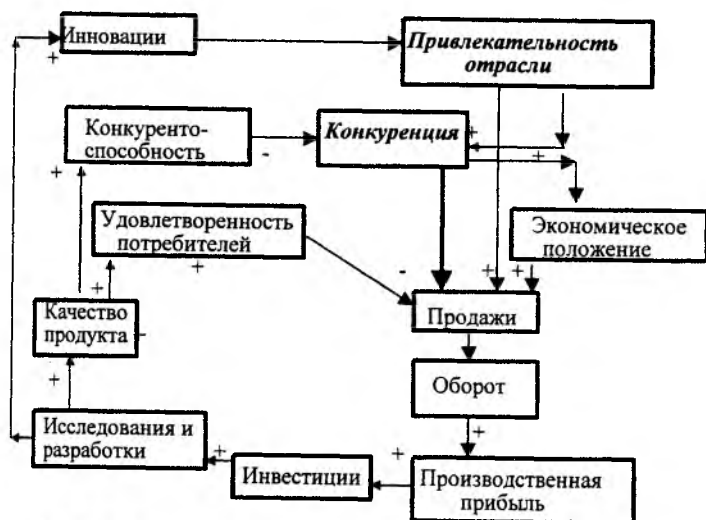 Инновации
+
Привлекательность
отрасли
Конкуренто-
способность
-
Конкуренция
+
+
+
Удовлетворенность
потребителей
+
+
Экономическое
положение
-
+
+
Качество
продукта
-
Продажи
+
Оборот
+
Исследования и
разработки
+
Инвестиции
+
Производственная
прибыль